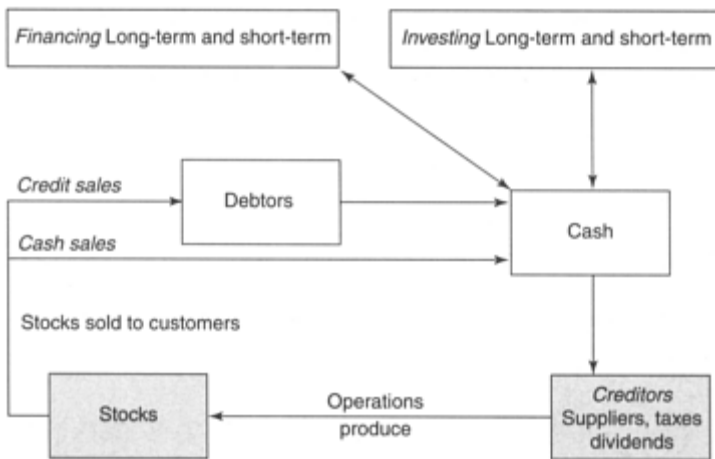 Financing Long-term and short-term
Investing Long-term and short-term
Credit sales
Debtors
Cash
Cash sales
Stocks sold to customers
Stocks
Operations
produce
Creditors
Suppliers, taxes
dividends